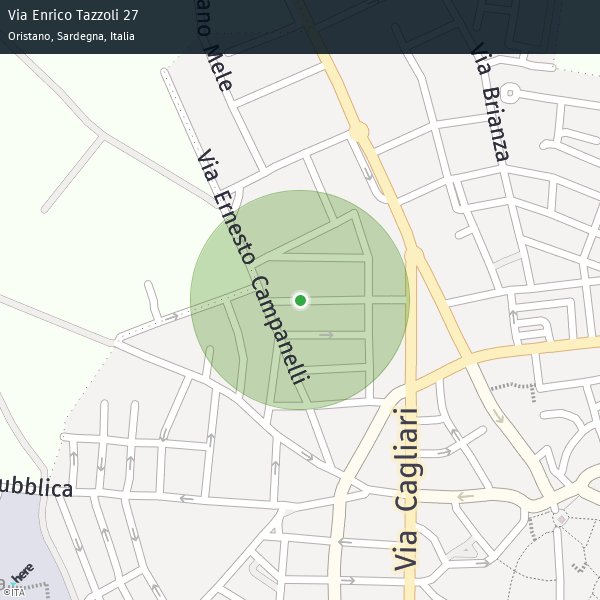 Via Enrico Tazzoli 27
Oristano, Sardegna, Italia
ano Mele
Via Brianza
Via Ernesto Campanelli
Via Cagliari
ubblica
a
here
©ITA